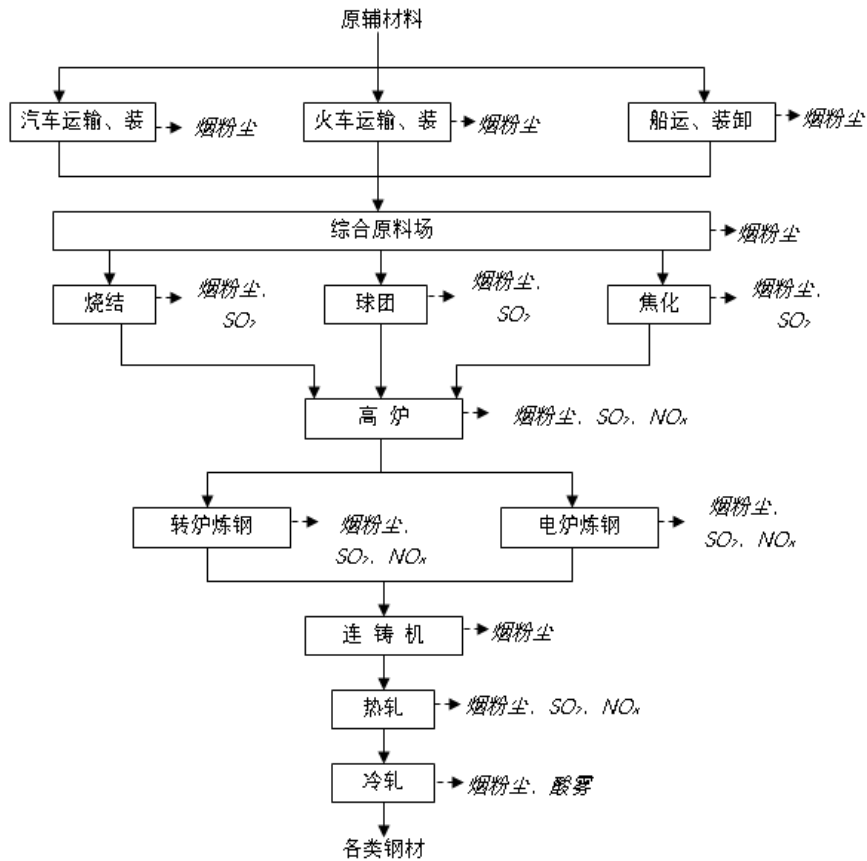 原辅材料
汽车运输、装
烟粉尘
火车运输、装
烟粉尘
船运、装卸
烟粉尘
综合原料场
烟粉尘
烧结
烟粉尘、
SO₂
球团
烟粉尘、
SO₂
焦化
烟粉尘、
SO₂
高 炉
烟粉尘、SO₂、NOₓ
转炉炼钢
烟粉尘、
SO₂、NOₓ
电炉炼钢
烟粉尘、
SO₂、NOₓ
连 铸 机
烟粉尘
热轧
烟粉尘、SO₂、NOₓ
冷轧
烟粉尘、酸雾
各类钢材